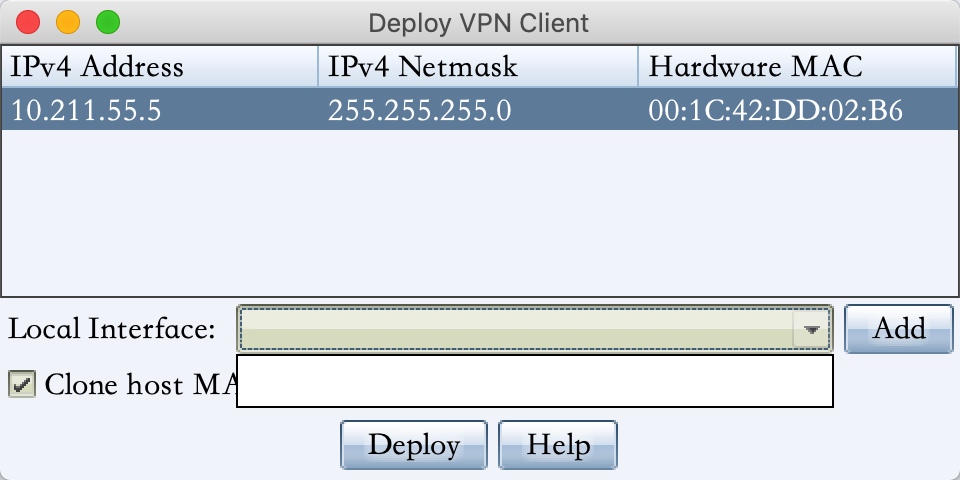 Deploy VPN Client
IPv4 Address IPv4 Netmask Hardware MAC
10.211.55.5 255.255.255.0 00:1C:42:DD:02:B6
Local Interface: Add
Clone host
Deploy Help